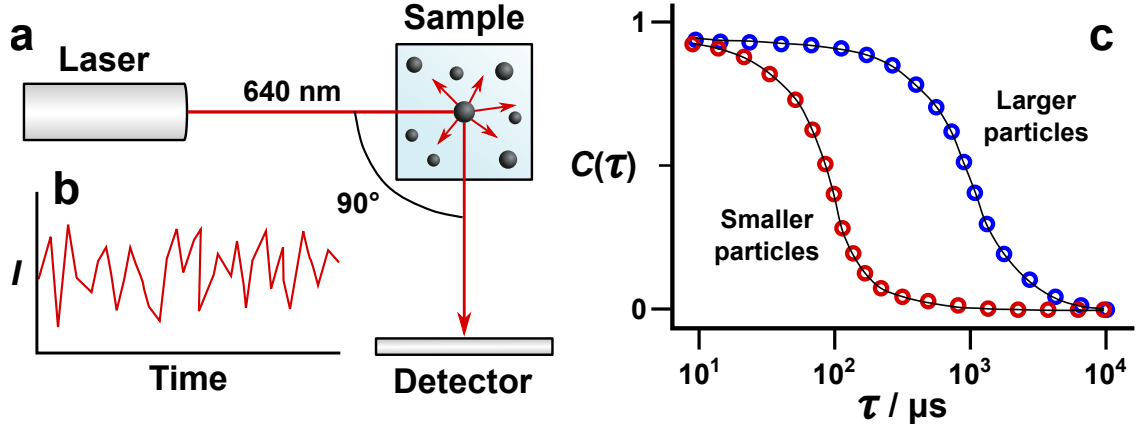 a
Laser
640 nm
Sample
90°
Detector
b
I
Time
c
C(τ)
1
0
Larger
particles
Smaller
particles
10¹
10²
10³
10⁴
τ / µs